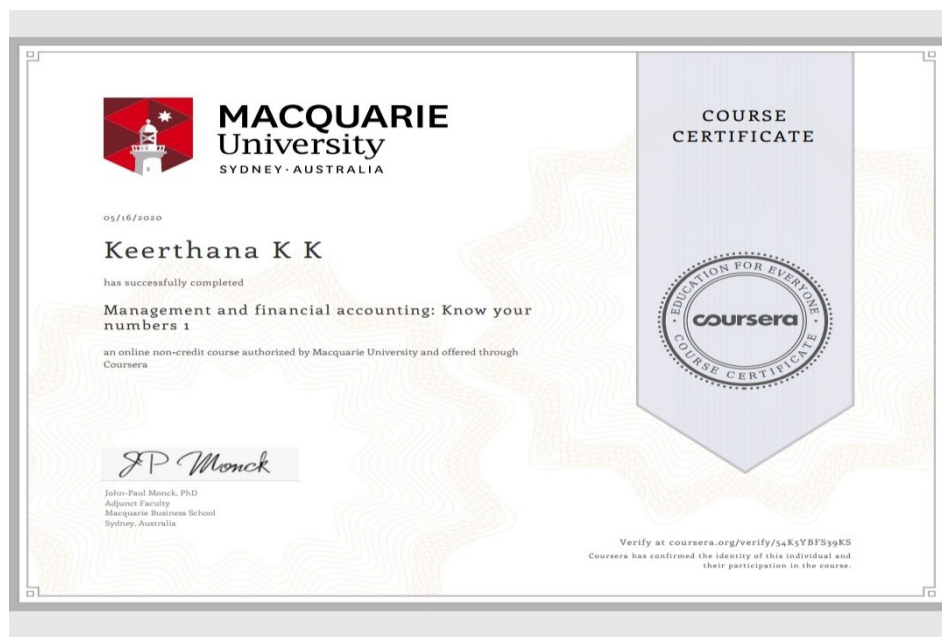 MACQUARIE
University
SYDNEY·AUSTRALIA
05/16/2020
Keerthana K K
has successfully completed
Management and financial accounting: Know your
numbers 1
an online non-credit course authorized by Macquarie University and offered through
Coursera
JP Monck
John-Paul Monck, PhD
Adjunct Faculty
Macquarie Business School
Sydney, Australia
COURSE
CERTIFICATE
EDUCATION FOR EVERYONE
coursera
COURSE CERTIFICATE
Verify at coursera.org/verify/54K5YBFS39KS
Coursera has confirmed the identity of this individual and
their participation in the course.